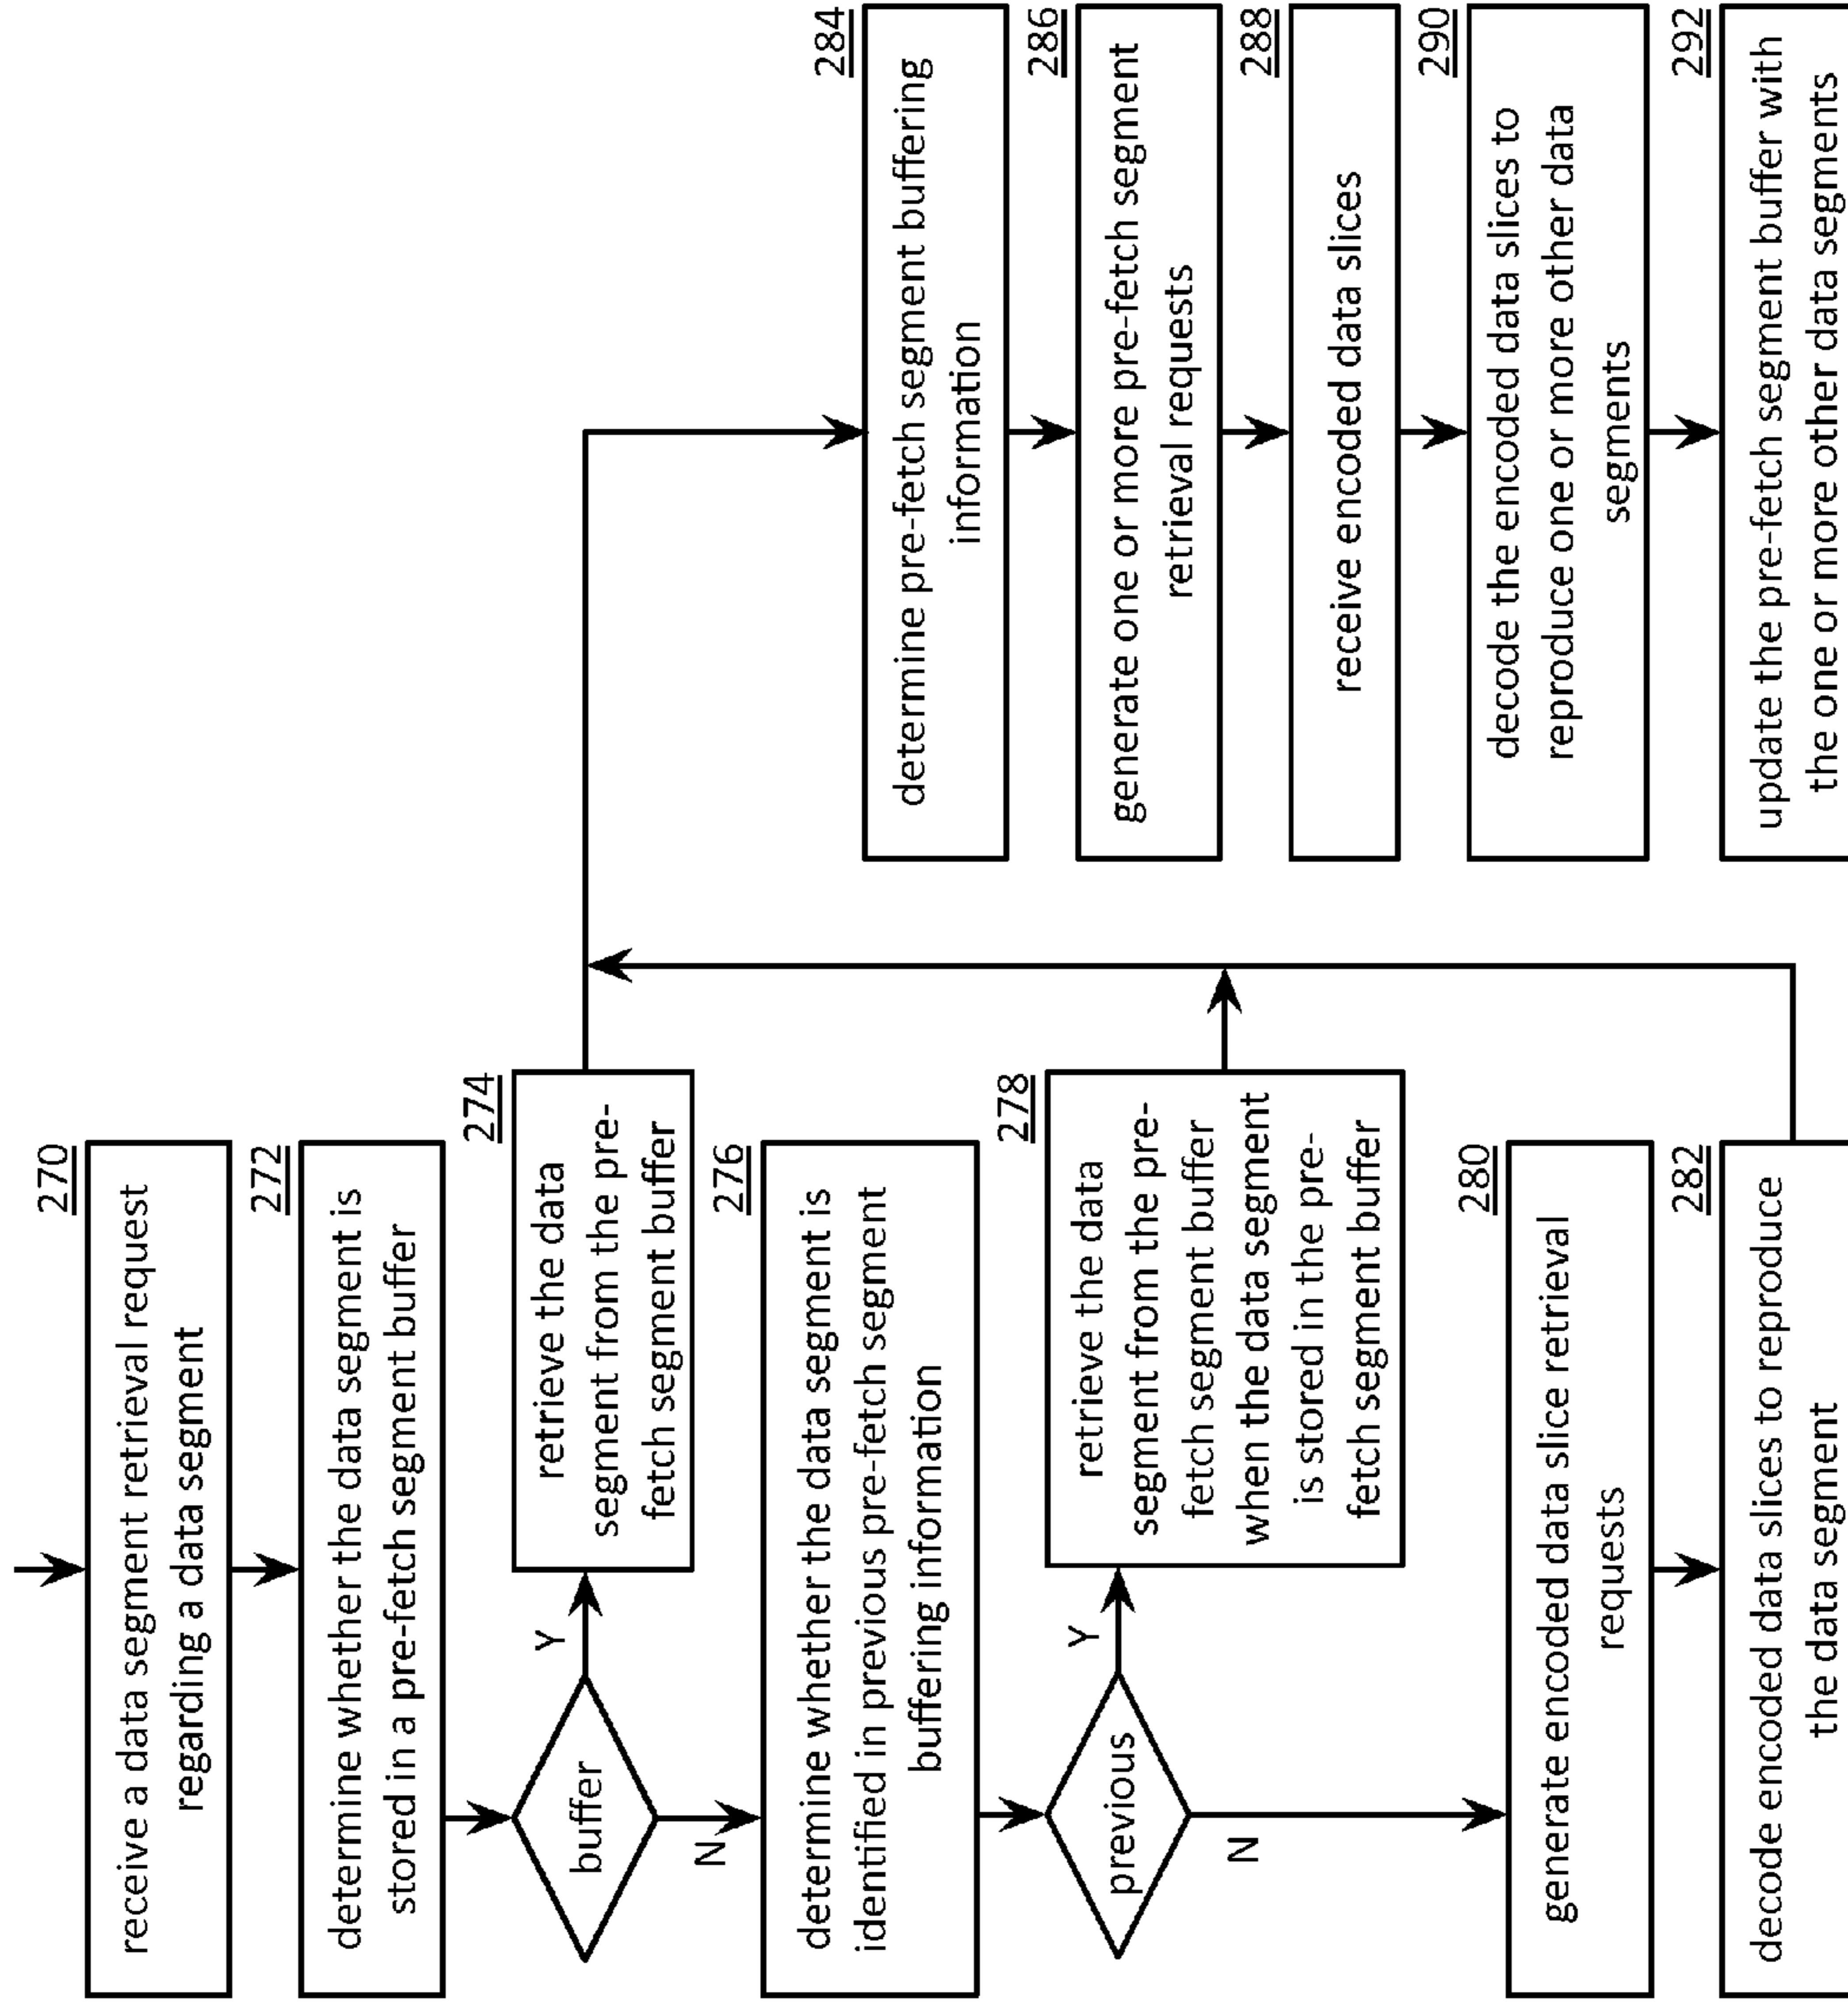 270
receive a data segment retrieval request
regarding a data segment
272
determine whether the data segment is
stored in a pre-fetch segment buffer
buffer
Y
N
274
retrieve the data
segment from the pre-
fetch segment buffer
276
determine whether the data segment is
identified in previous pre-fetch segment
buffering information
previous
Y
N
278
retrieve the data
segment from the pre-
fetch segment buffer
when the data segment
is stored in the pre-
fetch segment buffer
280
generate encoded data slice retrieval
requests
282
decode encoded data slices to reproduce
the data segment
284
determine pre-fetch segment buffering
information
286
generate one or more pre-fetch segment
retrieval requests
288
receive encoded data slices
290
decode the encoded data slices to
reproduce one or more other data
segments
292
update the pre-fetch segment buffer with
the one or more other data segments